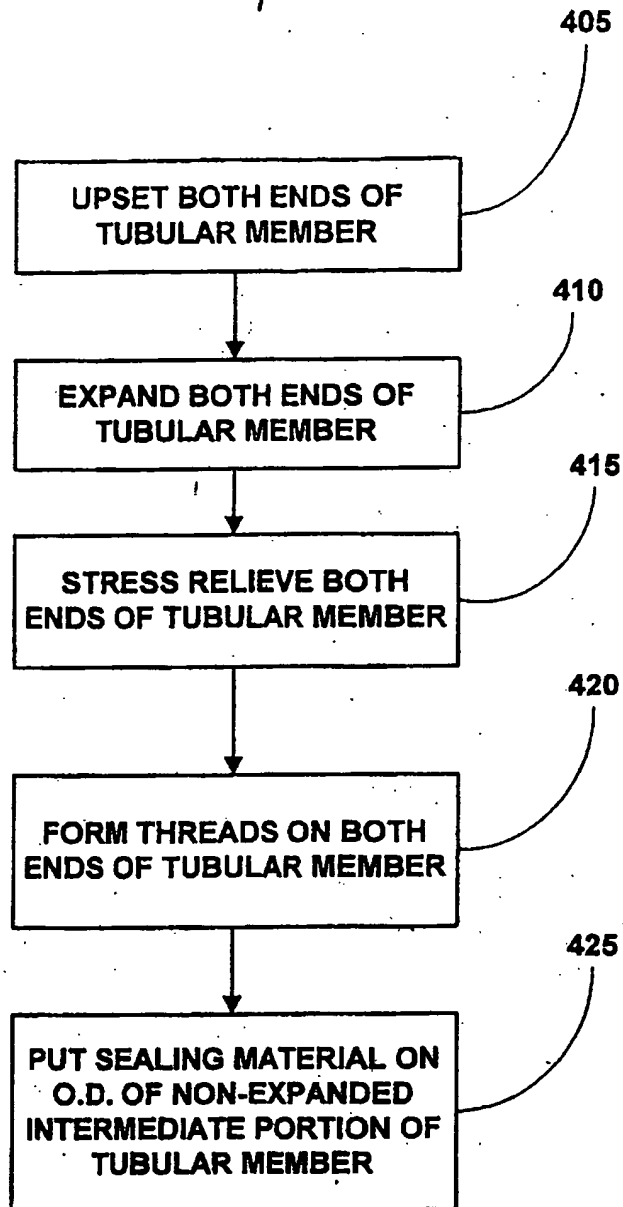 405
UPSET BOTH ENDS OF
TUBULAR MEMBER
410
EXPAND BOTH ENDS OF
TUBULAR MEMBER
415
STRESS RELIEVE BOTH
ENDS OF TUBULAR MEMBER
420
FORM THREADS ON BOTH
ENDS OF TUBULAR MEMBER
425
PUT SEALING MATERIAL ON
O.D. OF NON-EXPANDED
INTERMEDIATE PORTION OF
TUBULAR MEMBER